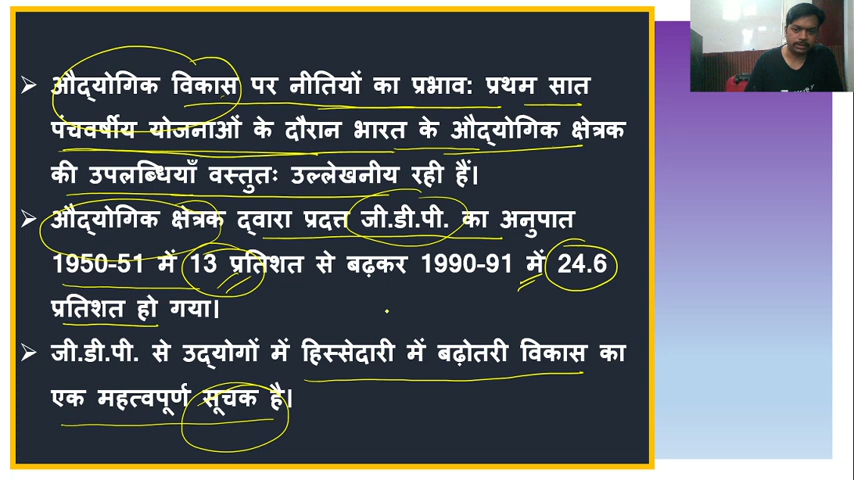 ➢ औद्योगिक विकास पर नीतियों का प्रभाव: प्रथम सात
पंचवर्षीय योजनाओं के दौरान भारत के औद्योगिक क्षेत्रक
की उपलब्धियाँ वस्तुतः उल्लेखनीय रही हैं।
➢ औद्योगिक क्षेत्रक द्वारा प्रदत्त जी.डी.पी. का अनुपात
1950-51 में 13 प्रतिशत से बढ़कर 1990-91 में 24.6
प्रतिशत हो गया।
➢ जी.डी.पी. से उद्योगों में हिस्सेदारी में बढ़ोतरी विकास का
एक महत्वपूर्ण सूचक है।